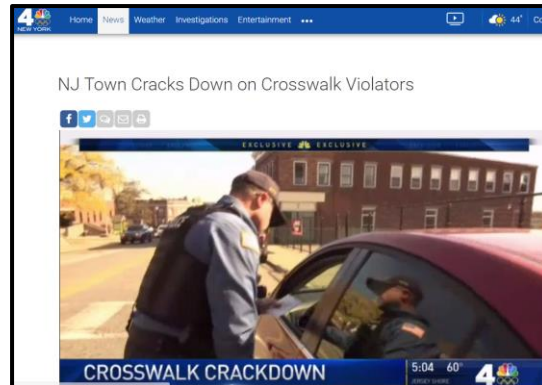 4
NEW YORK
Home News Weather Investigations Entertainment
44° Co
NJ Town Cracks Down on Crosswalk Violators
EXCLUSIVE EXCLUSIVE
CROSSWALK CRACKDOWN
5:04 60°
JERSEY SHORE
4